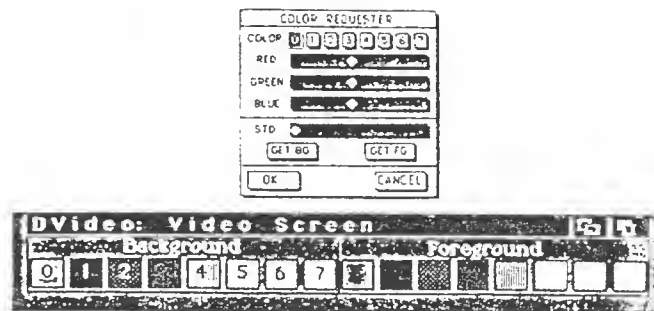 COLOR REQUESTER
COLOR 0 1 2 3 4 5 6 7
RED
GREEN
BLUE
STD
GET BG GET FG
OK CANCEL
DVideo: Video Screen
Background Foreground
0 1 2 4 5 6 7